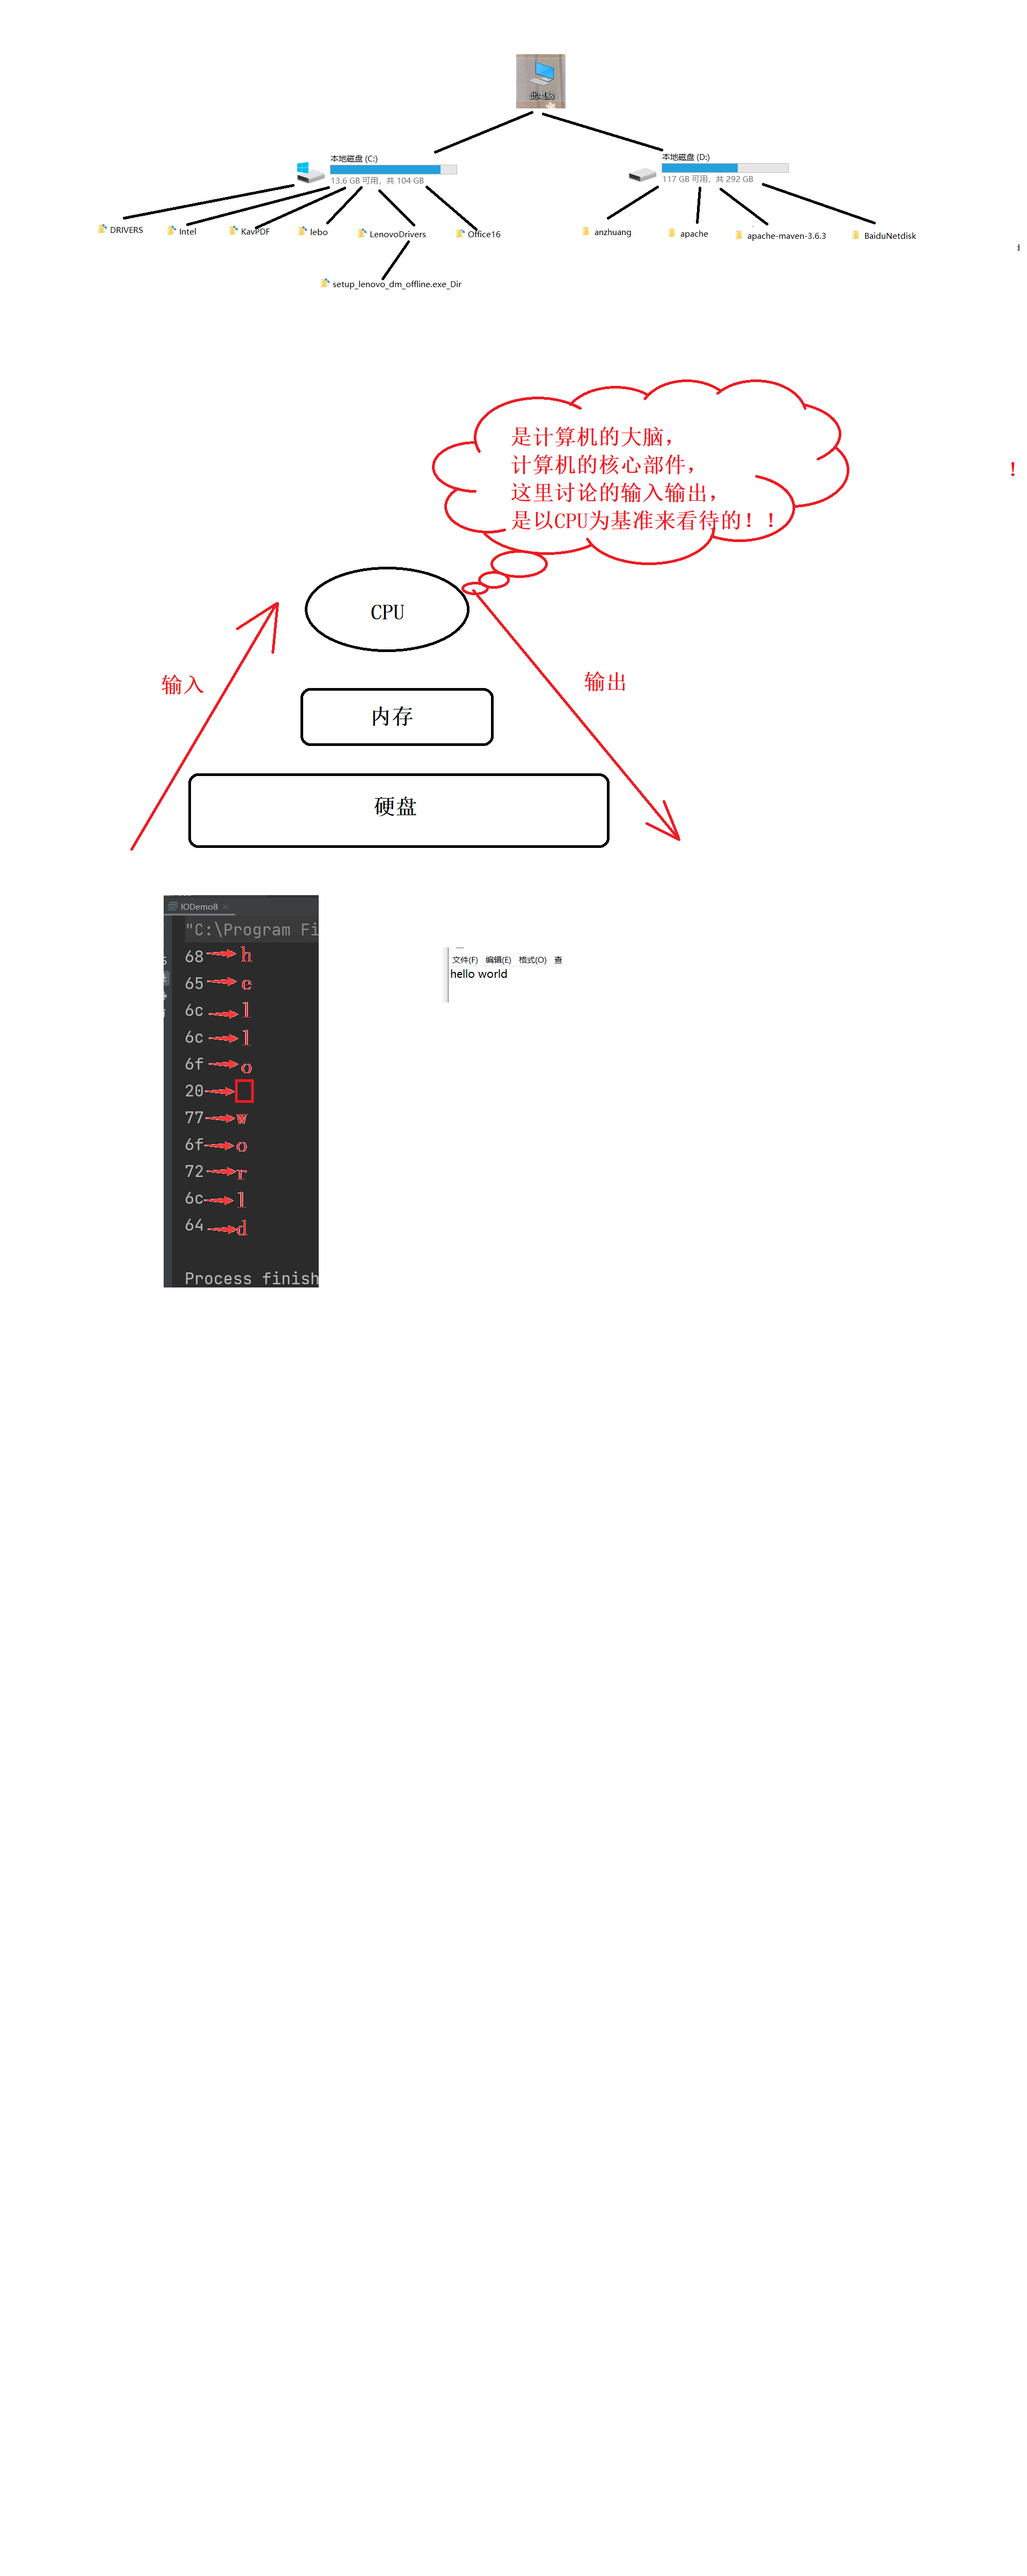 此电脑
本地磁盘 (C:)
13.6 GB 可用，共 104 GB
本地磁盘 (D:)
117 GB 可用，共 292 GB
DRIVERS
Intel
KavPDF
lebo
LenovoDrivers
Office16
anzhuang
apache
apache-maven-3.6.3
BaiduNetdisk
setup_lenovo_dm_offline.exe_Dir
是计算机的大脑，
计算机的核心部件，
这里讨论的输入输出，
是以CPU为基准来看待的！！
！
CPU
输入
输出
内存
硬盘
IODemo8
"C:\Program Fi
68 h
65 e
6c l
6c l
6f o
20
77 w
6f o
72 r
6c l
64 d
Process finish
文件(F) 编辑(E) 格式(O) 查
hello world